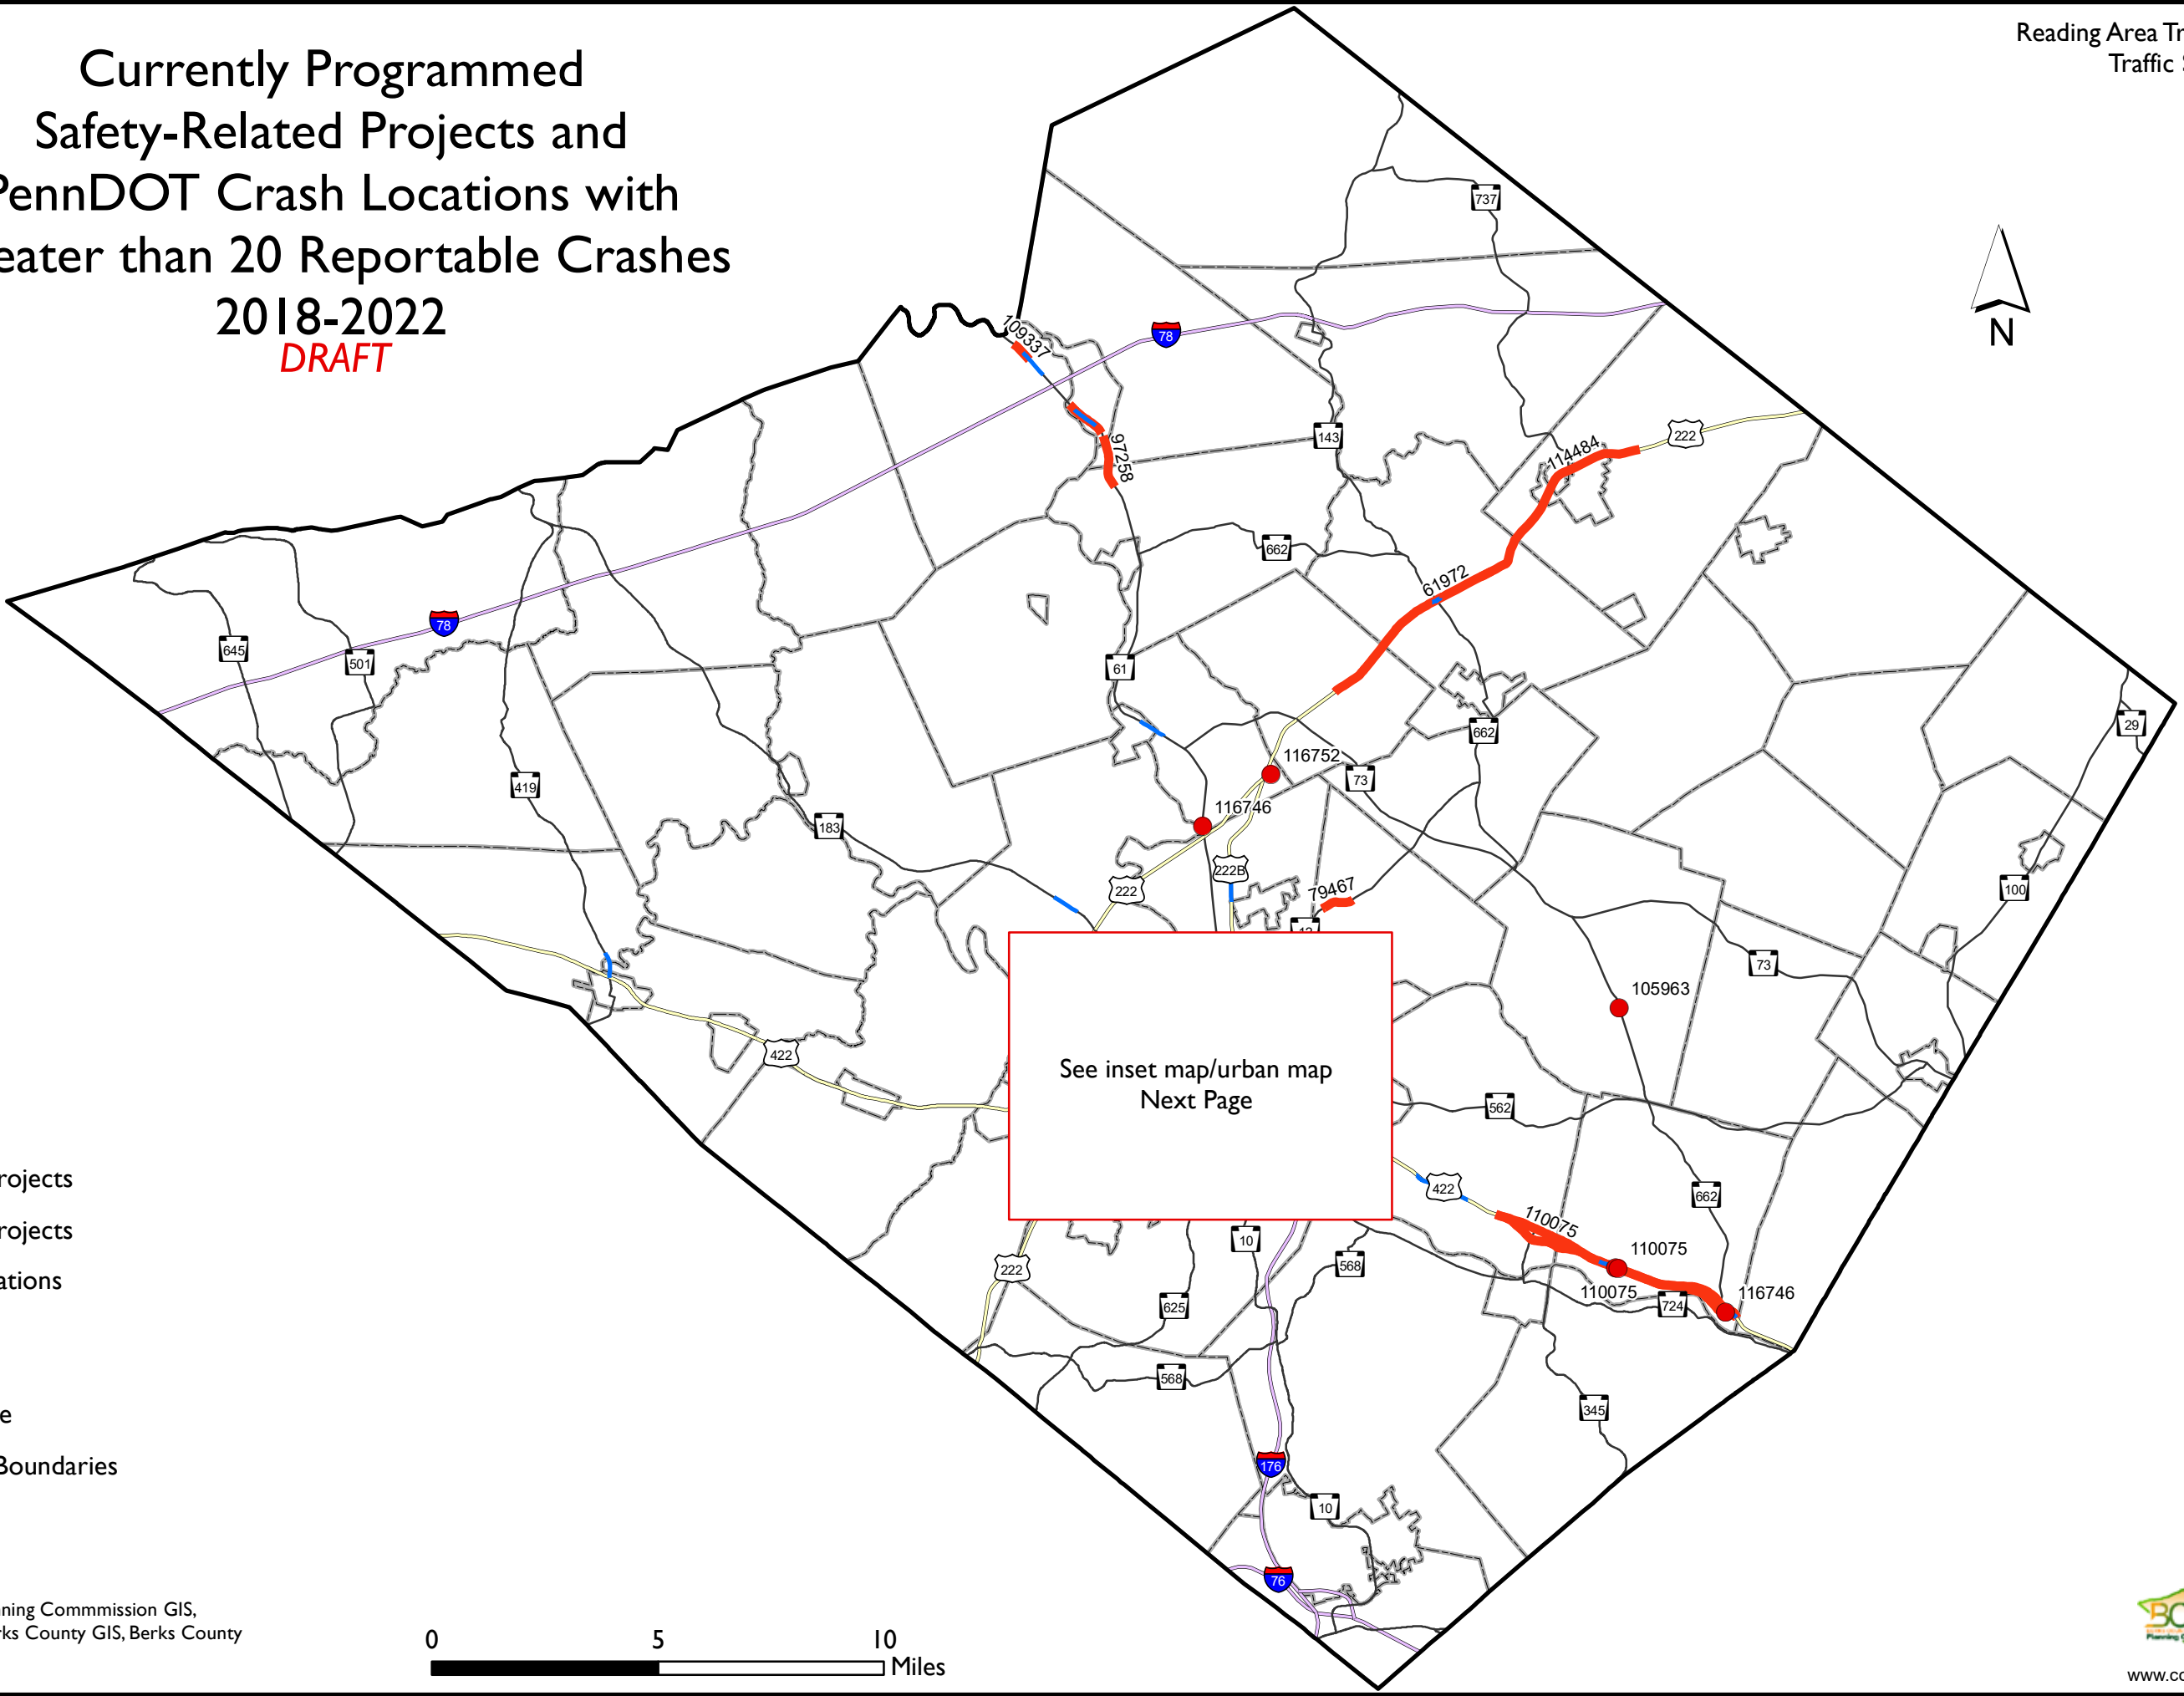 Currently Programmed
Safety-Related Projects and
PennDOT Crash Locations with
eater than 20 Reportable Crashes
2018-2022
DRAFT
Reading Area Tr
Traffic
N
737
78
109337
97258
143
222
114484
662
61972
78
645
501
61
29
662
419
116752
73
116746
183
222B
222
79467
100
73
105963
422
See inset map/urban map
Next Page
562
422
662
110075
10
110075
568
222
110075
116746
724
625
568
345
176
10
76
rojects
rojects
ations
e
Boundaries
ning Commmission GIS,
rks County GIS, Berks County
0 5 10
Miles
Planning
www.co